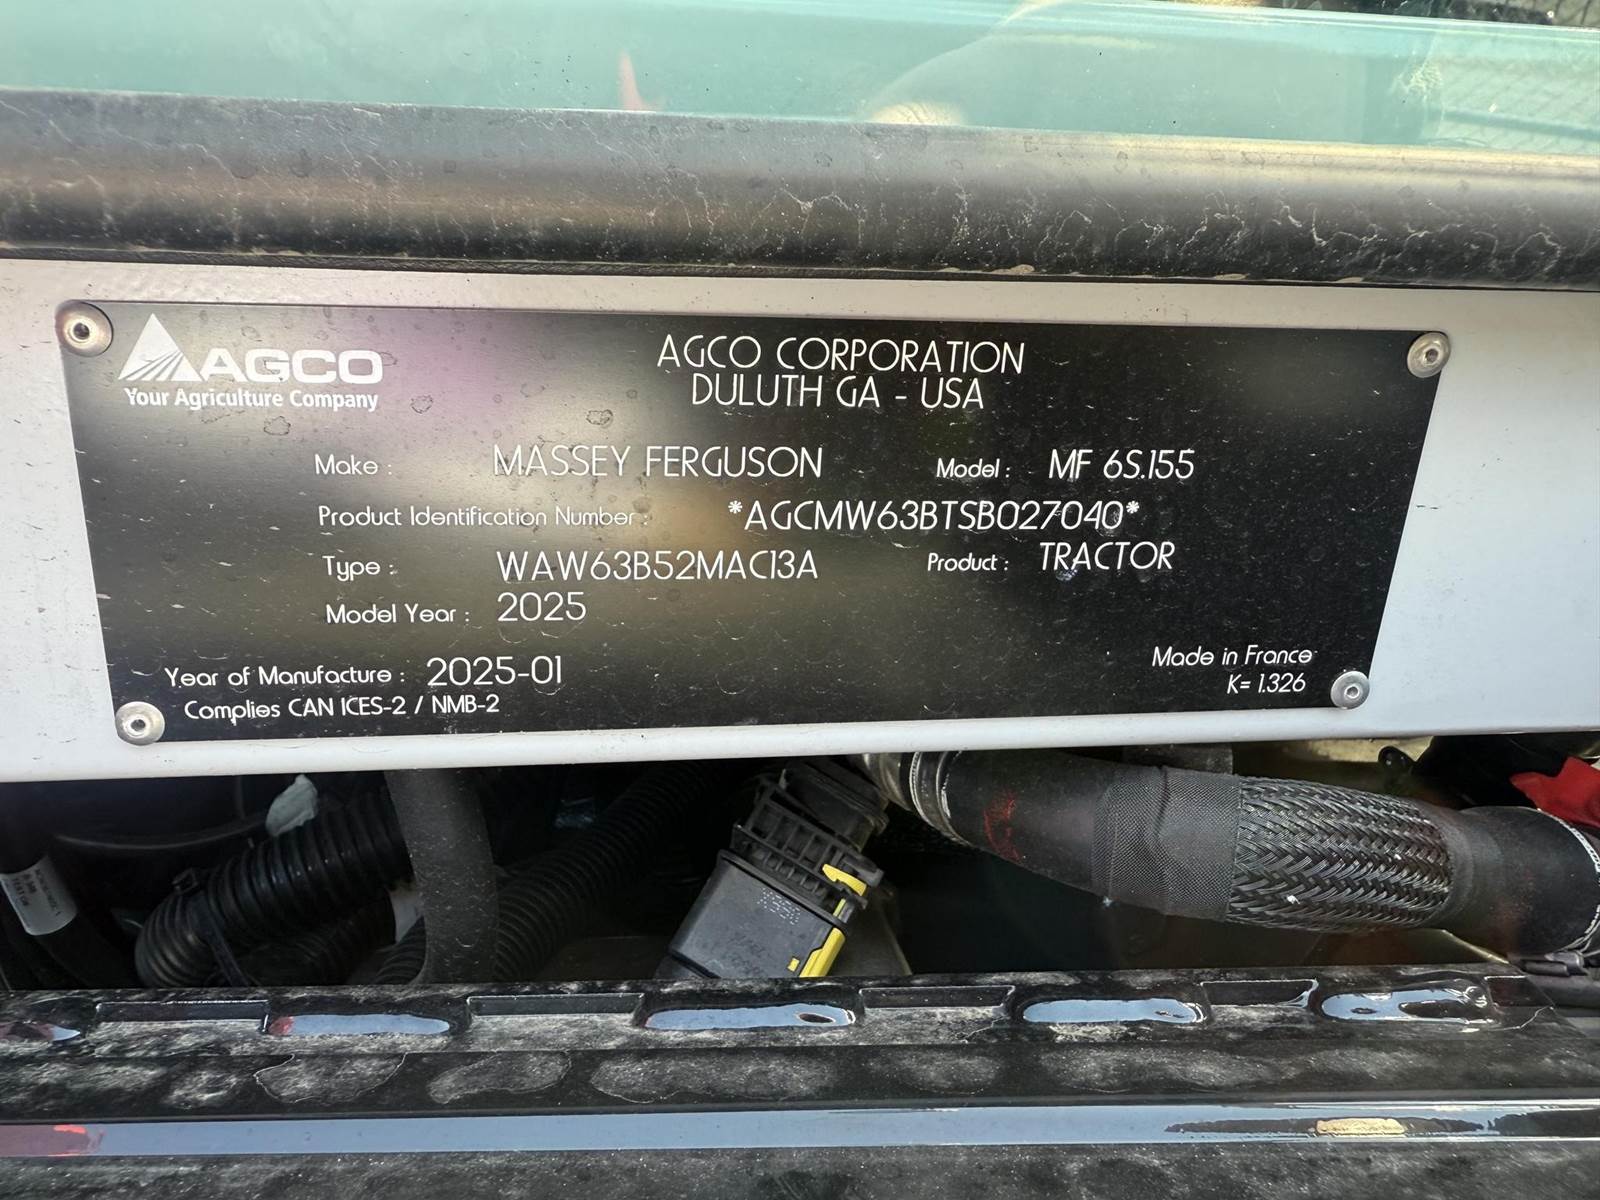 AGCO
Your Agriculture Company
AGCO CORPORATION
DULUTH GA - USA
Make : MASSEY FERGUSON Model : MF 6S.155
Product Identification Number : *AGCMW63BTSB027040*
Type : WAW63B52MAC13A Product : TRACTOR
Model Year : 2025
Year of Manufacture : 2025-01
Complies CAN ICES-2 / NMB-2
Made in France
K= 1.326